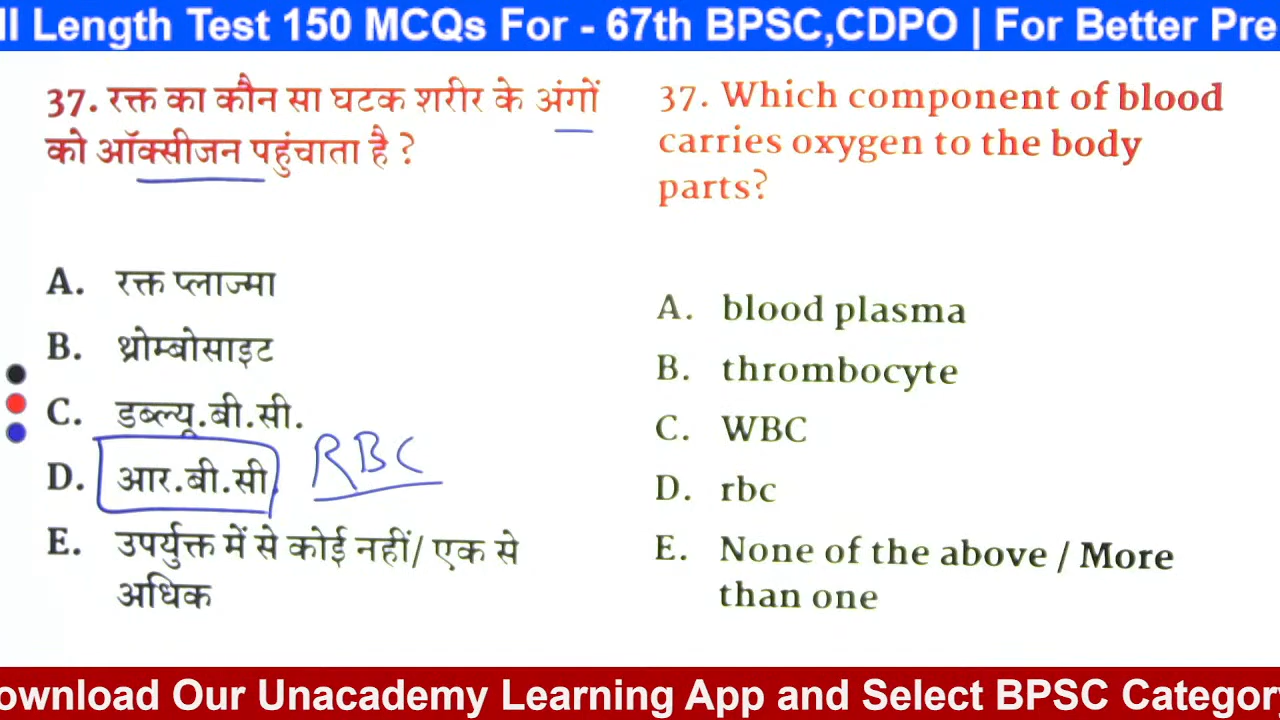 ll Length Test 150 MCQs For - 67th BPSC,CDPO | For Better Pre
37. रक्त का कौन सा घटक शरीर के अंगों
को ऑक्सीजन पहुंचाता है ?
A. रक्त प्लाज्मा
B. थ्रोम्बोसाइट
C. डब्ल्यू.बी.सी.
D. आर.बी.सी RBC
E. उपर्युक्त में से कोई नहीं/ एक से
अधिक
37. Which component of blood
carries oxygen to the body
parts?
A. blood plasma
B. thrombocyte
C. WBC
D. rbc
E. None of the above / More
than one
ownload Our Unacademy Learning App and Select BPSC Category